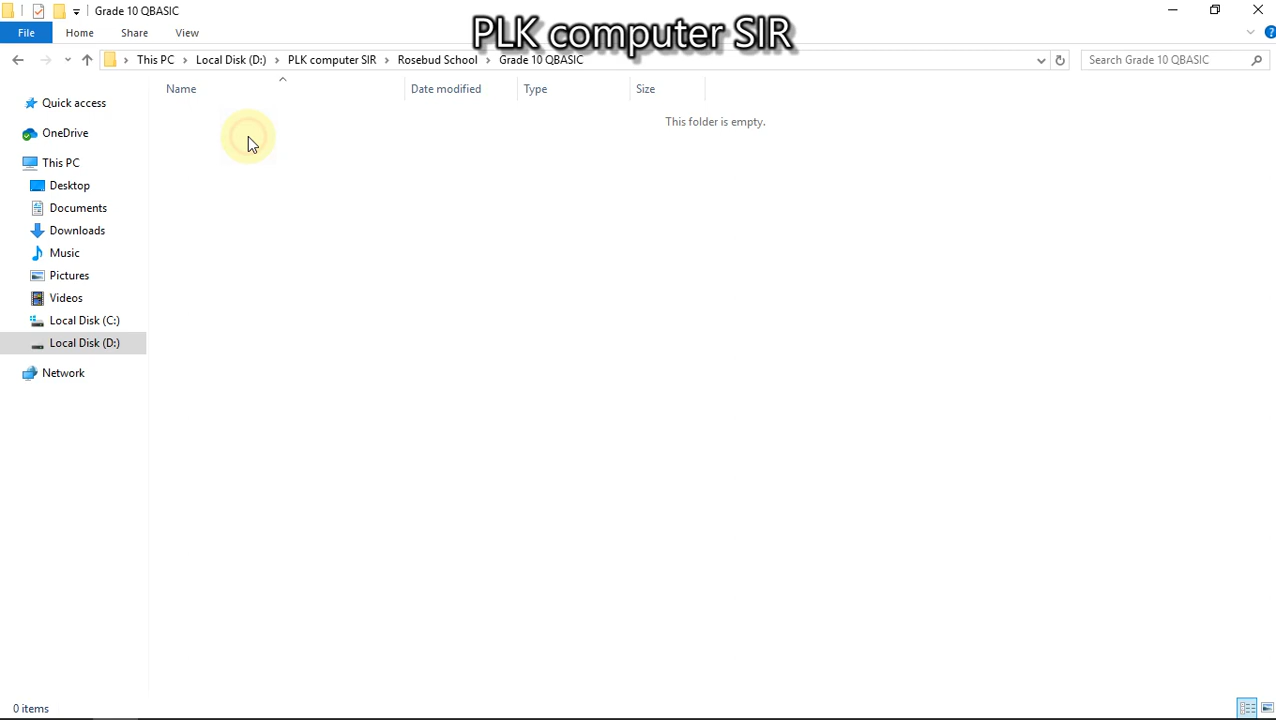 Grade 10 QBASIC
PLK computer SIR
File Home Share View
This PC Local Disk (D:) PLK computer SIR Rosebud School Grade 10 QBASIC Search Grade 10 QBASIC
Name Date modified Type Size
This folder is empty.
Quick access
OneDrive
This PC
Desktop
Documents
Downloads
Music
Pictures
Videos
Local Disk (C:)
Local Disk (D:)
Network
0 items